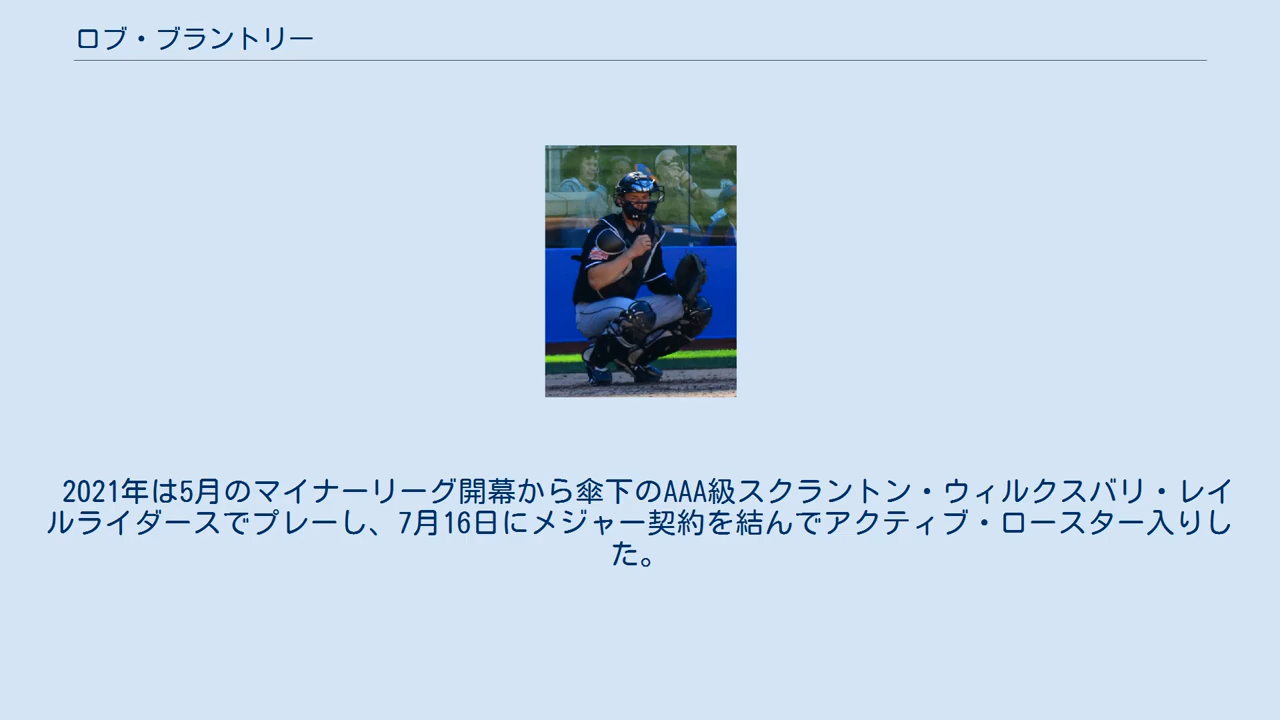 ロブ・ブラントリー
2021年は5月のマイナーリーグ開幕から傘下のAAA級スクラントン・ウィルクスバリ・レイ
ルライダースでプレーし、7月16日にメジャー契約を結んでアクティブ・ロースター入りし
た。